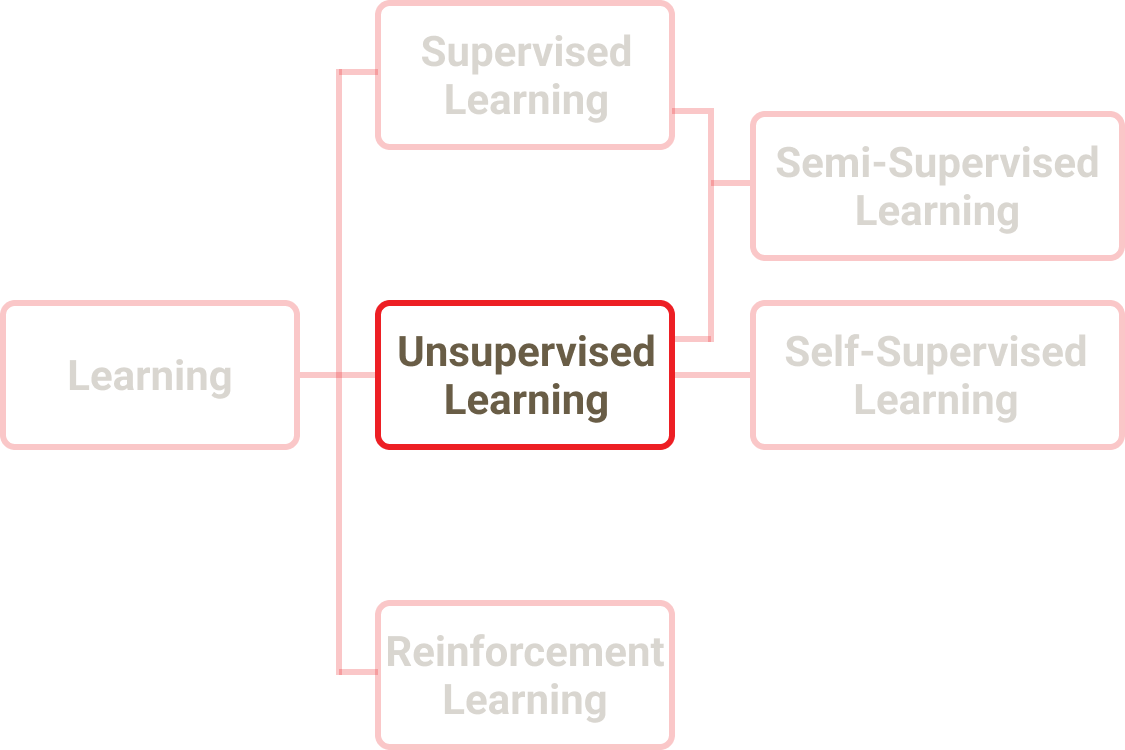 Supervised
Learning
Semi-Supervised
Learning
Learning
Unsupervised
Learning
Self-Supervised
Learning
Reinforcement
Learning